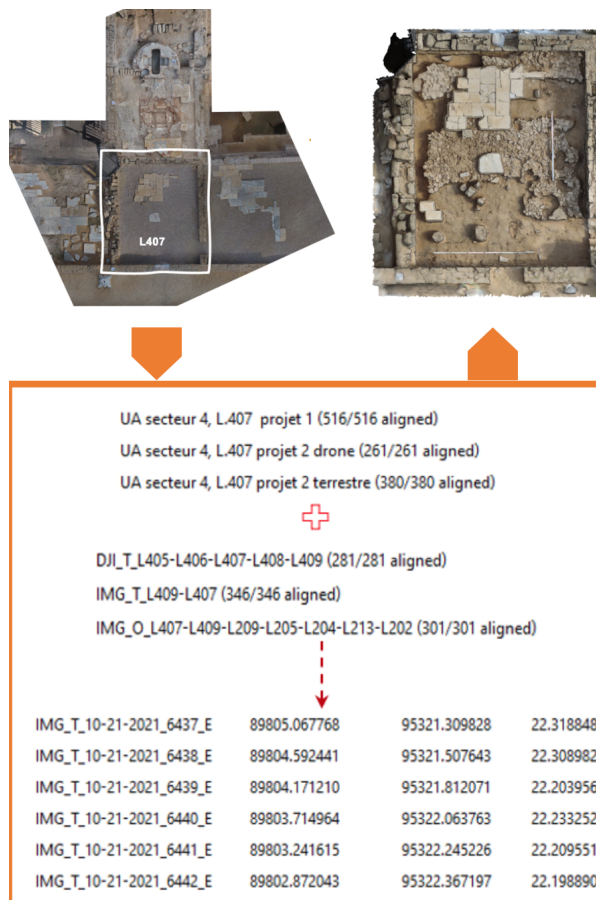 L407
UA secteur 4, L.407 projet 1 (516/516 aligned)
UA secteur 4, L.407 projet 2 drone (261/261 aligned)
UA secteur 4, L.407 projet 2 terrestre (380/380 aligned)
DJI_T_L405-L406-L407-L408-L409 (281/281 aligned)
IMG_T_L409-L407 (346/346 aligned)
IMG_O_L407-L409-L209-L205-L204-L213-L202 (301/301 aligned)
IMG_T_10-21-2021_6437_E 89805.067768 95321.309828 22.318848
IMG_T_10-21-2021_6438_E 89804.592441 95321.507643 22.308982
IMG_T_10-21-2021_6439_E 89804.171210 95321.812071 22.203956
IMG_T_10-21-2021_6440_E 89803.714964 95322.063763 22.233252
IMG_T_10-21-2021_6441_E 89803.241615 95322.245226 22.209551
IMG_T_10-21-2021_6442_E 89802.872043 95322.367197 22.198890